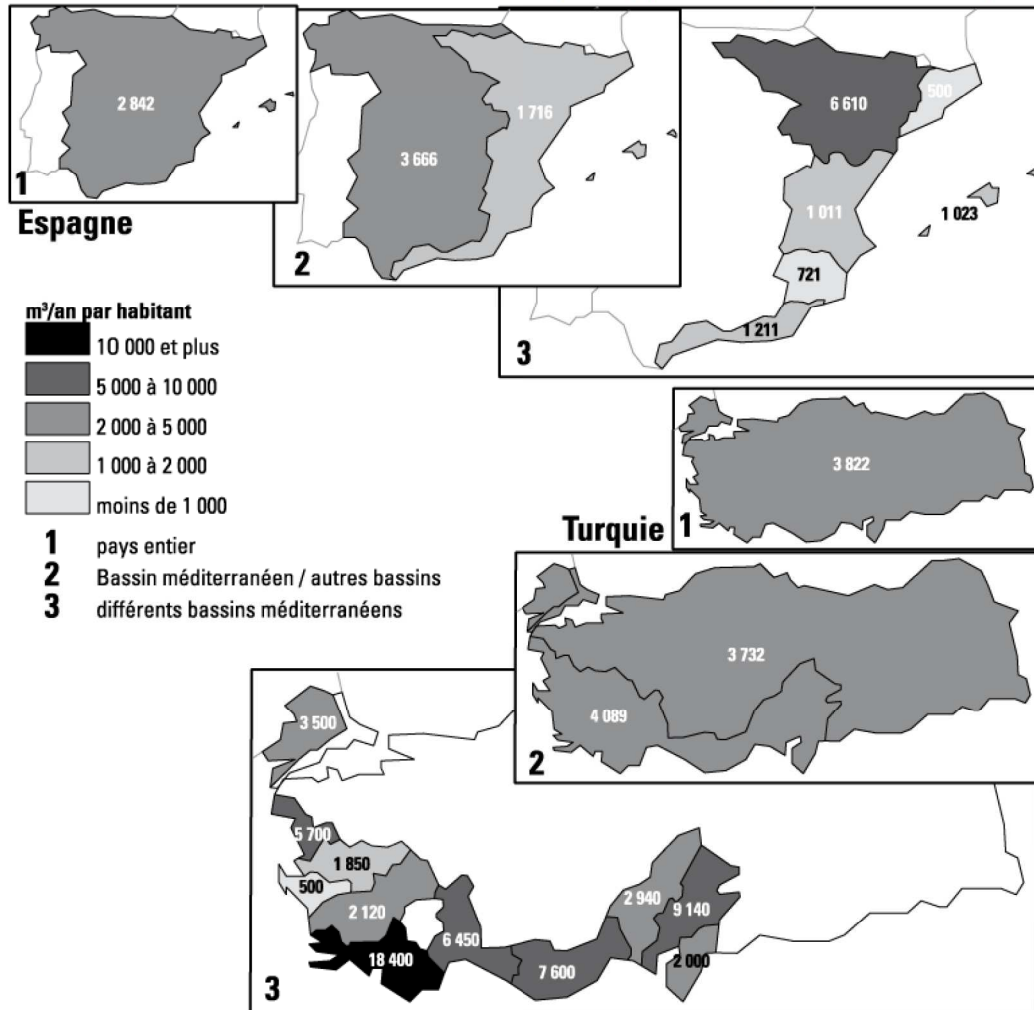 2 842
1
Espagne
3 666
1 716
2
6 610
500
1 011
1 023
721
1 211
3
m³/an par habitant
10 000 et plus
5 000 à 10 000
2 000 à 5 000
1 000 à 2 000
moins de 1 000
1 pays entier
2 Bassin méditerranéen / autres bassins
3 différents bassins méditerranéens
3 822
Turquie
1
3 732
4 089
2
3 500
5 700
1 850
500
2 120
2 940
9 140
6 450
18 400
7 600
2 000
3